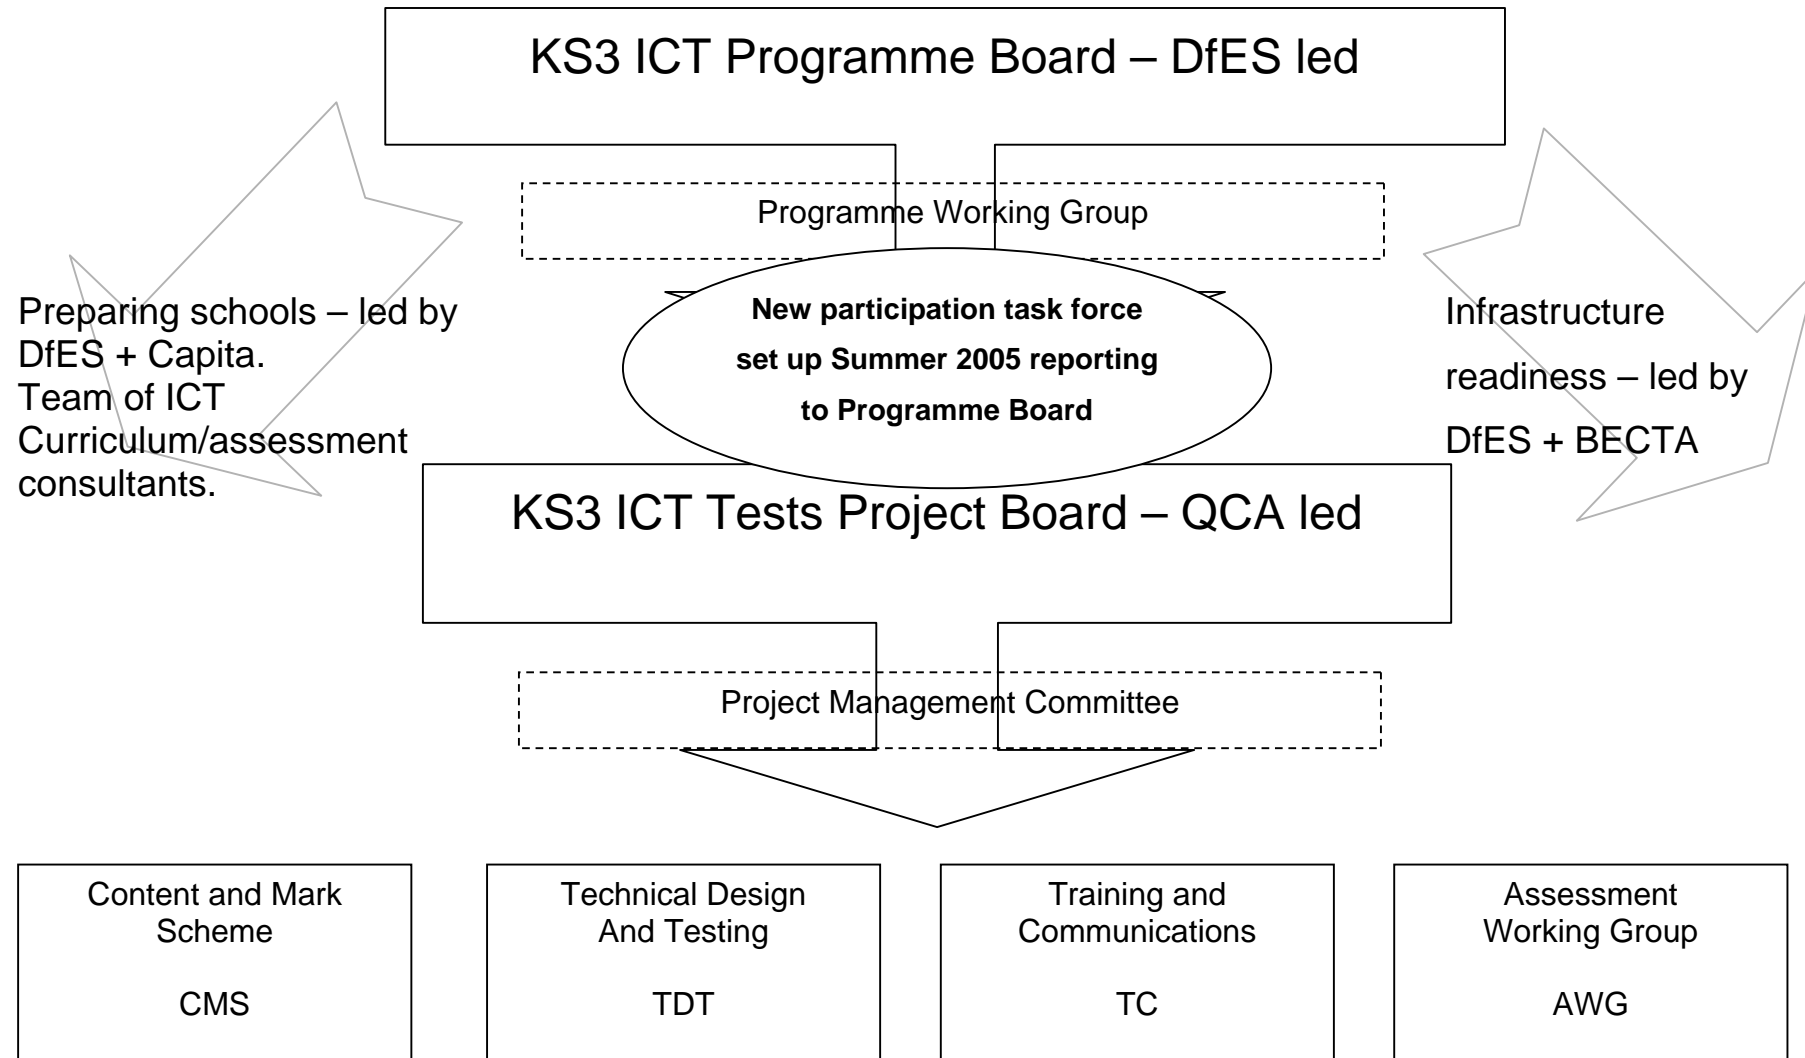 KS3 ICT Programme Board – DfES led
Programme Working Group
New participation task force
set up Summer 2005 reporting
to Programme Board
Preparing schools – led by
DfES + Capita.
Team of ICT
Curriculum/assessment
consultants.
Infrastructure
readiness – led by
DfES + BECTA
KS3 ICT Tests Project Board – QCA led
Project Management Committee
Content and Mark
Scheme
CMS
Technical Design
And Testing
TDT
Training and
Communications
TC
Assessment
Working Group
AWG